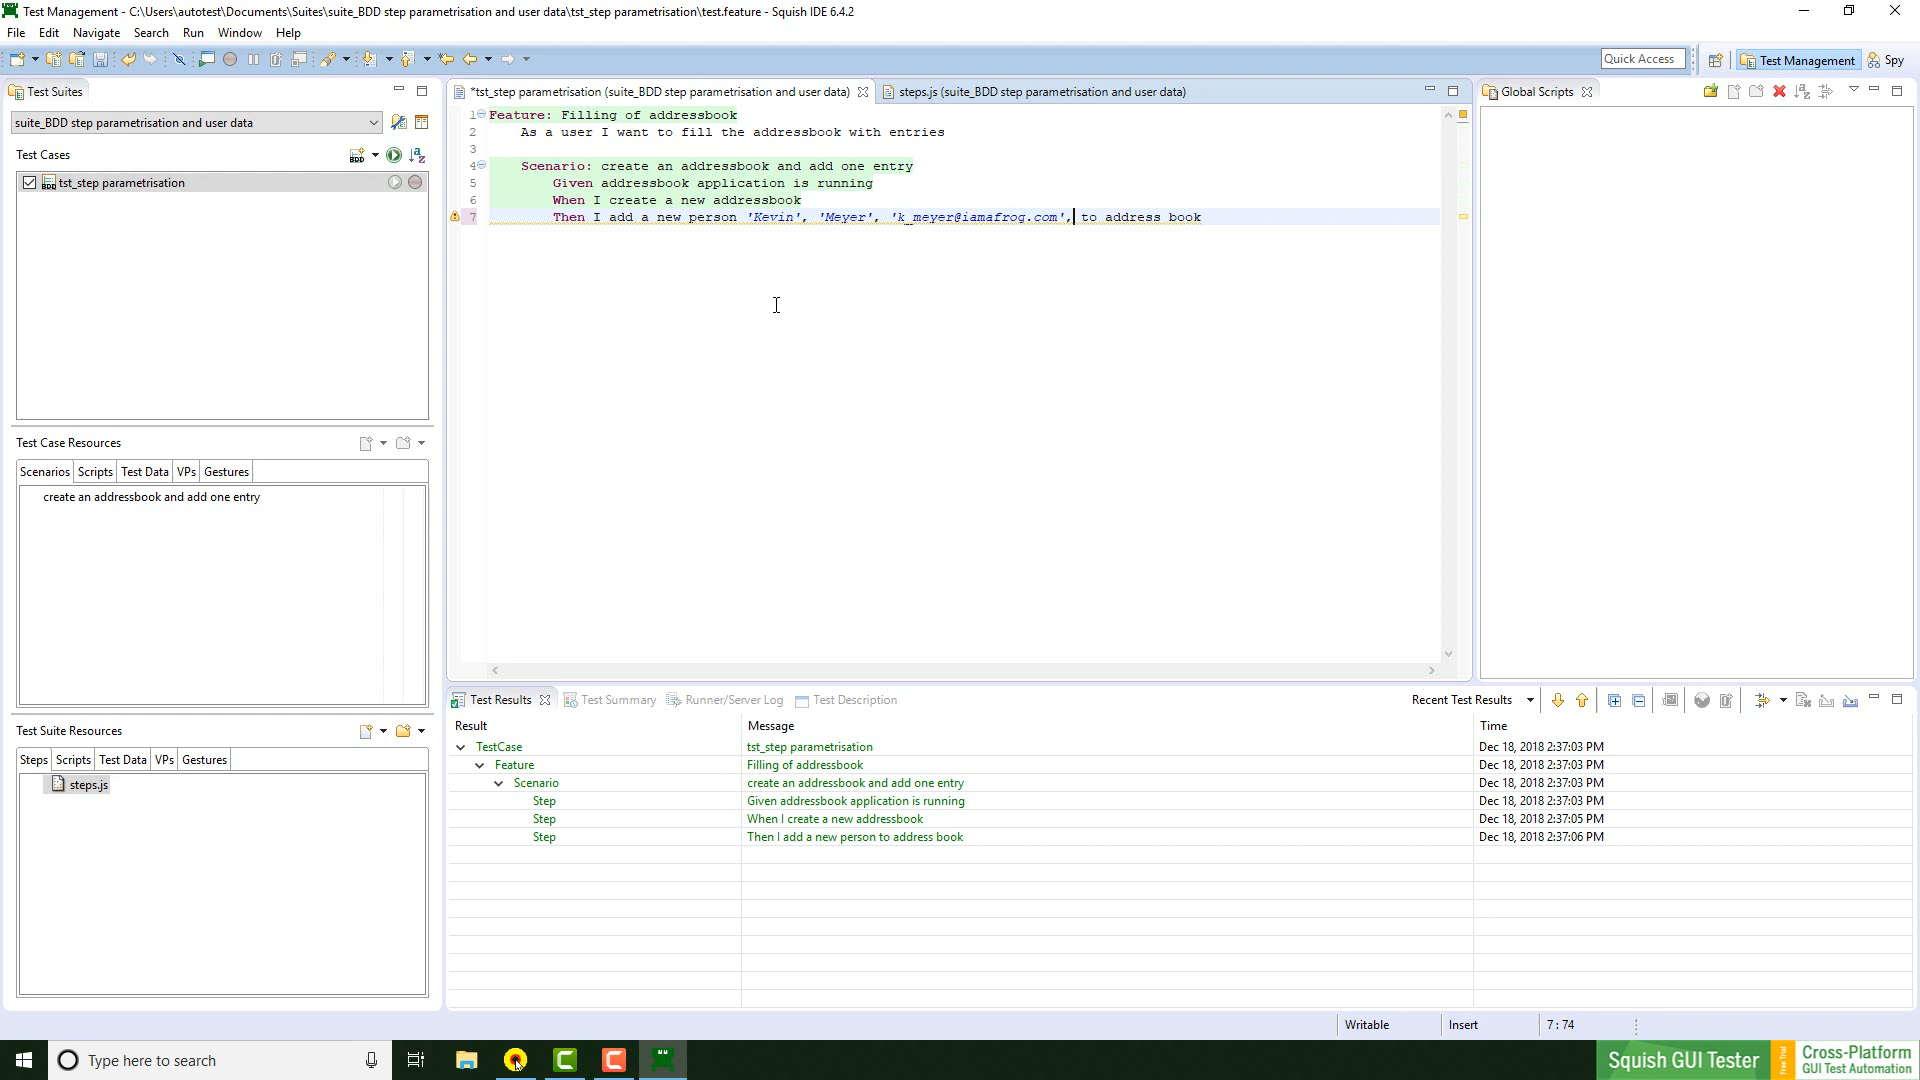 Test Management - C:\Users\autotest\Documents\Suites\suite_BDD step parametrisation and user data\tst_step parametrisation\test.feature - Squish IDE 6.4.2
File Edit Navigate Search Run Window Help
Quick Access
Test Management
Spy
Test Suites
suite_BDD step parametrisation and user data
Test Cases
BDD
tst_step parametrisation
Test Case Resources
Scenarios Scripts Test Data VPs Gestures
create an addressbook and add one entry
Test Suite Resources
Steps Scripts Test Data VPs Gestures
steps.js
*tst_step parametrisation (suite_BDD step parametrisation and user data)
steps.js (suite_BDD step parametrisation and user data)
1 Feature: Filling of addressbook
2 As a user I want to fill the addressbook with entries
3
4 Scenario: create an addressbook and add one entry
5 Given addressbook application is running
6 When I create a new addressbook
7 Then I add a new person 'Kevin', 'Meyer', 'k_meyer@iamafrog.com', to address book
Global Scripts
Test Results Test Summary Runner/Server Log Test Description
Recent Test Results
Result Message Time
TestCase tst_step parametrisation Dec 18, 2018 2:37:03 PM
Feature Filling of addressbook Dec 18, 2018 2:37:03 PM
Scenario create an addressbook and add one entry Dec 18, 2018 2:37:03 PM
Step Given addressbook application is running Dec 18, 2018 2:37:03 PM
Step When I create a new addressbook Dec 18, 2018 2:37:05 PM
Step Then I add a new person to address book Dec 18, 2018 2:37:06 PM
Writable Insert 7 : 74
Type here to search
Squish GUI Tester
Free Trial
Cross-Platform
GUI Test Automation